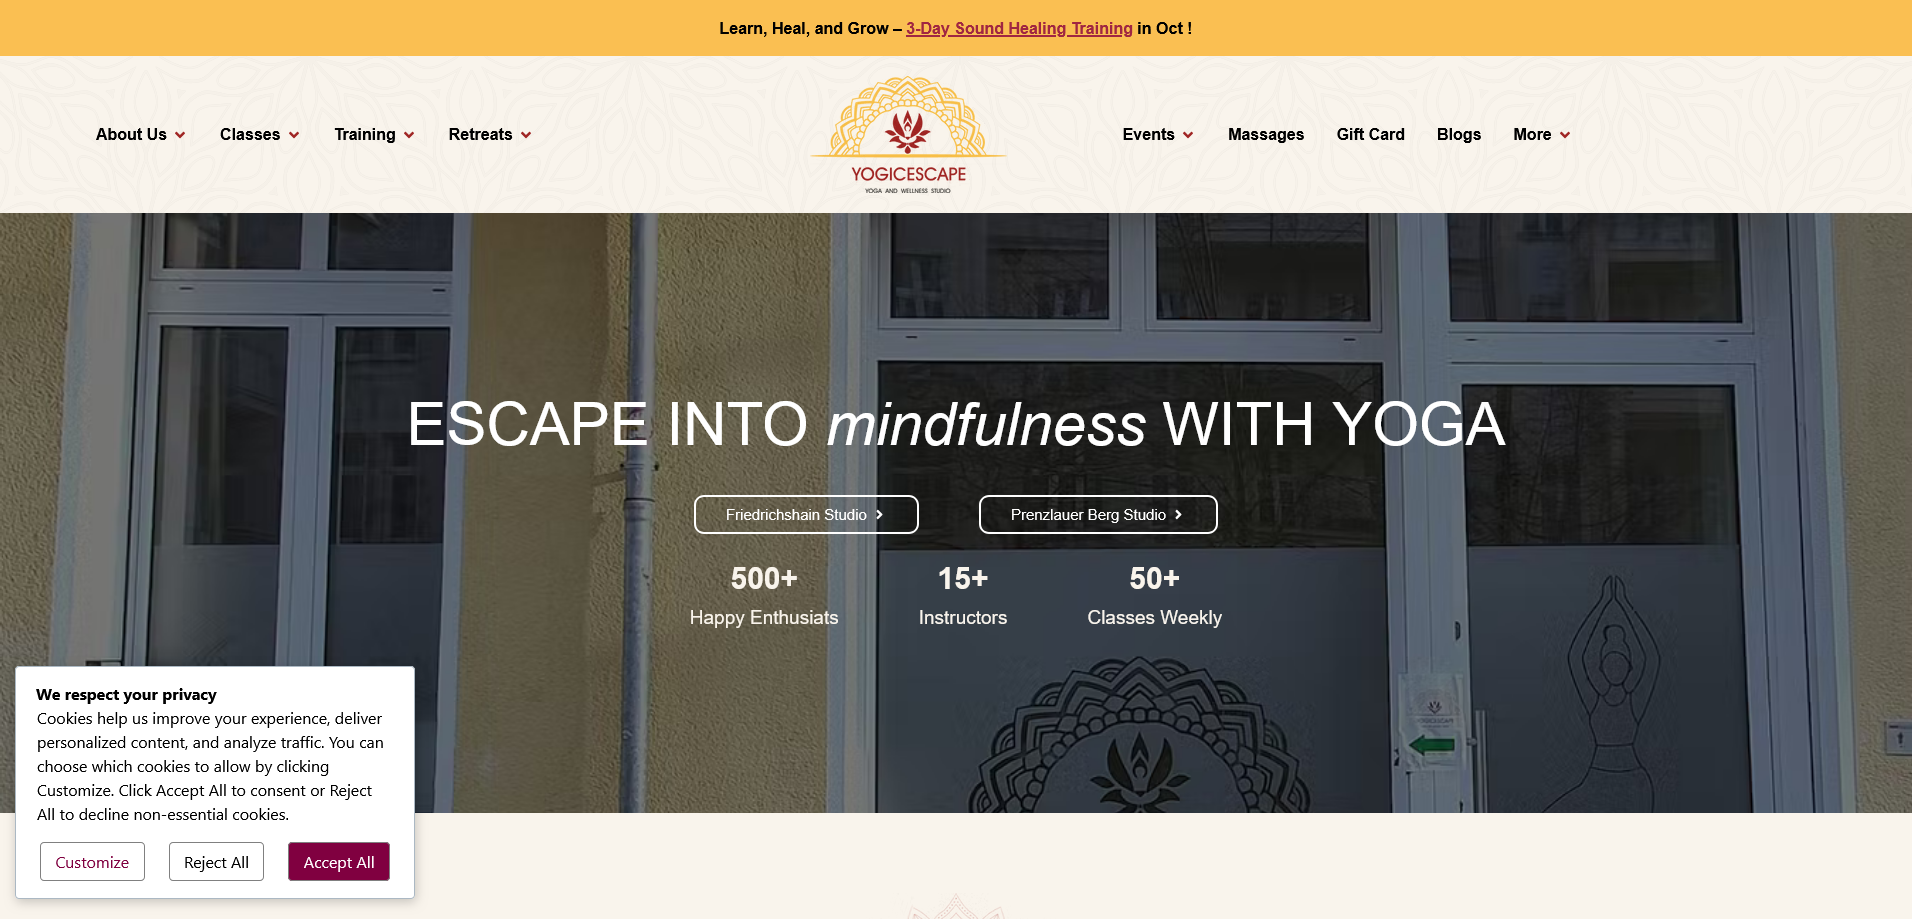 Learn, Heal, and Grow – 3-Day Sound Healing Training in Oct !
About Us
Classes
Training
Retreats
YOGICESCAPE
YOGA AND WELLNESS STUDIO
Events
Massages
Gift Card
Blogs
More
ESCAPE INTO mindfulness WITH YOGA
Friedrichshain Studio
Prenzlauer Berg Studio
500+
Happy Enthusiats
15+
Instructors
50+
Classes Weekly
We respect your privacy
Cookies help us improve your experience, deliver
personalized content, and analyze traffic. You can
choose which cookies to allow by clicking
Customize. Click Accept All to consent or Reject
All to decline non-essential cookies.
Customize
Reject All
Accept All